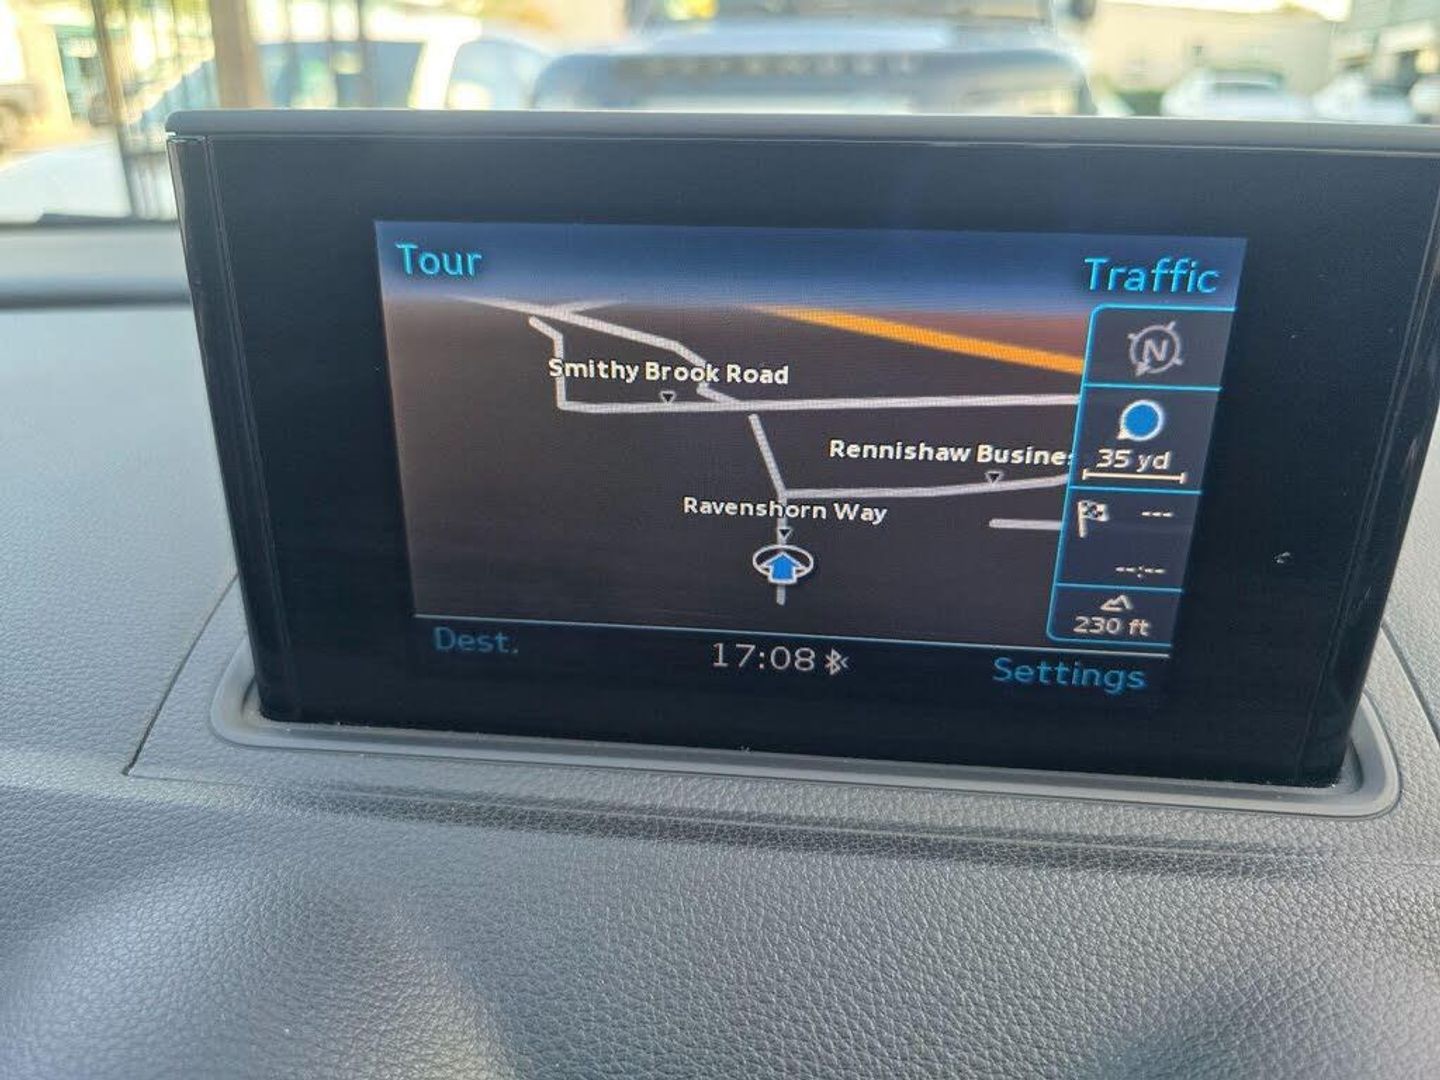 Tour
Traffic
N
Smithy Brook Road
Rennishaw Busines
35 yd
Ravenshorn Way
---
--:--
230 ft
Dest.
17:08
Settings